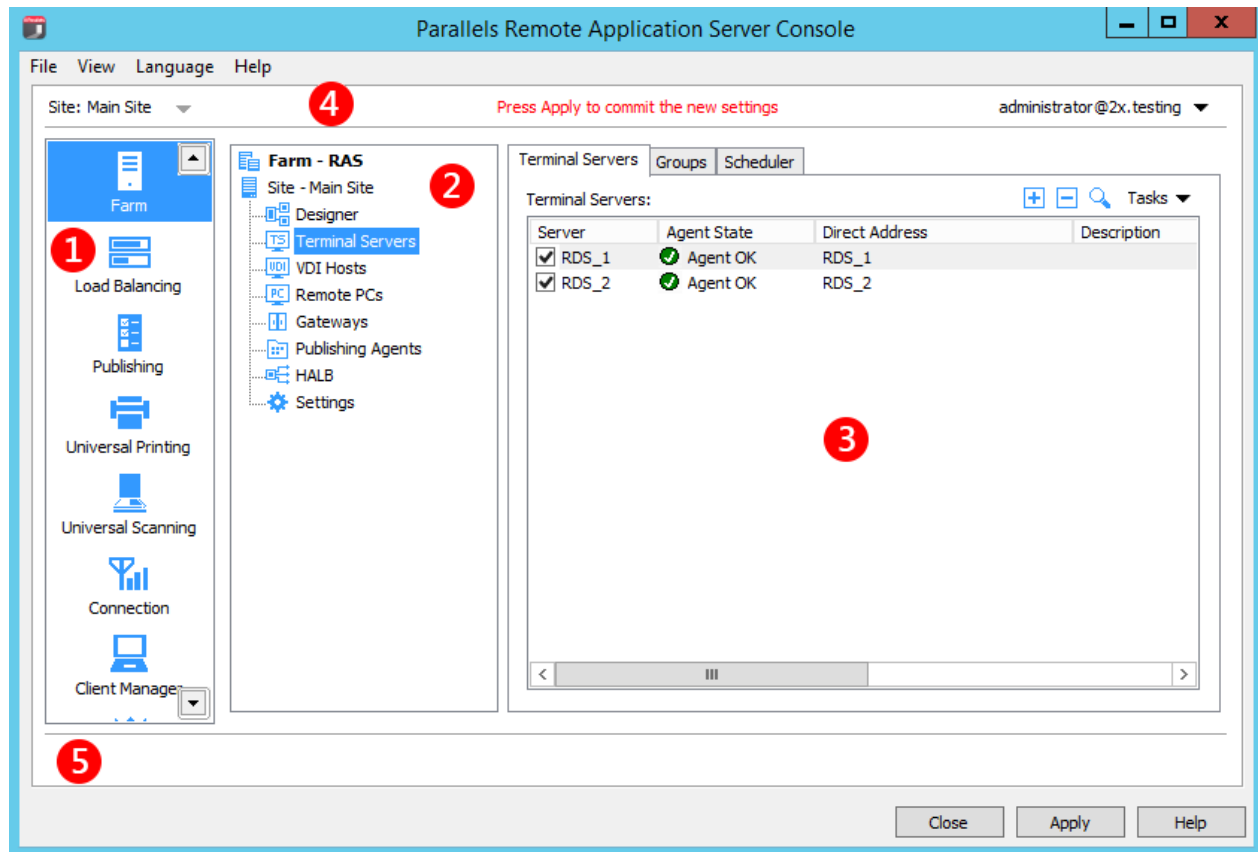 Parallels Remote Application Server Console
File View Language Help
4
Site: Main Site Press Apply to commit the new settings administrator@2x.testing
Farm
1
Load Balancing
Publishing
Universal Printing
Universal Scanning
Connection
Client Manager
Farm - RAS
2
Site - Main Site
Designer
TS Terminal Servers
VDI VDI Hosts
PC Remote PCs
Gateways
Publishing Agents
HALB
Settings
Terminal Servers Groups Scheduler
Terminal Servers: Tasks
Server Agent State Direct Address Description
RDS_1 Agent OK RDS_1
RDS_2 Agent OK RDS_2
3
5
Close Apply Help